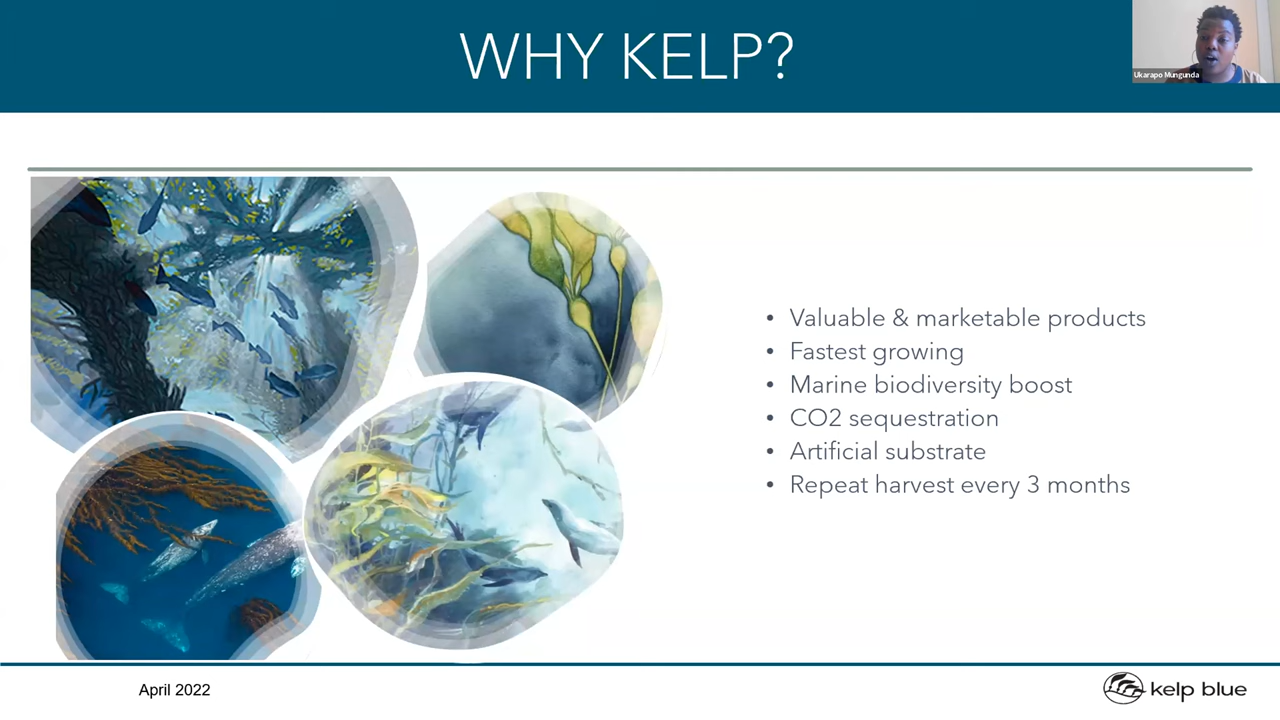 WHY KELP?
Ukarapo Mungunda
• Valuable & marketable products
• Fastest growing
• Marine biodiversity boost
• CO2 sequestration
• Artificial substrate
• Repeat harvest every 3 months
April 2022
kelp blue